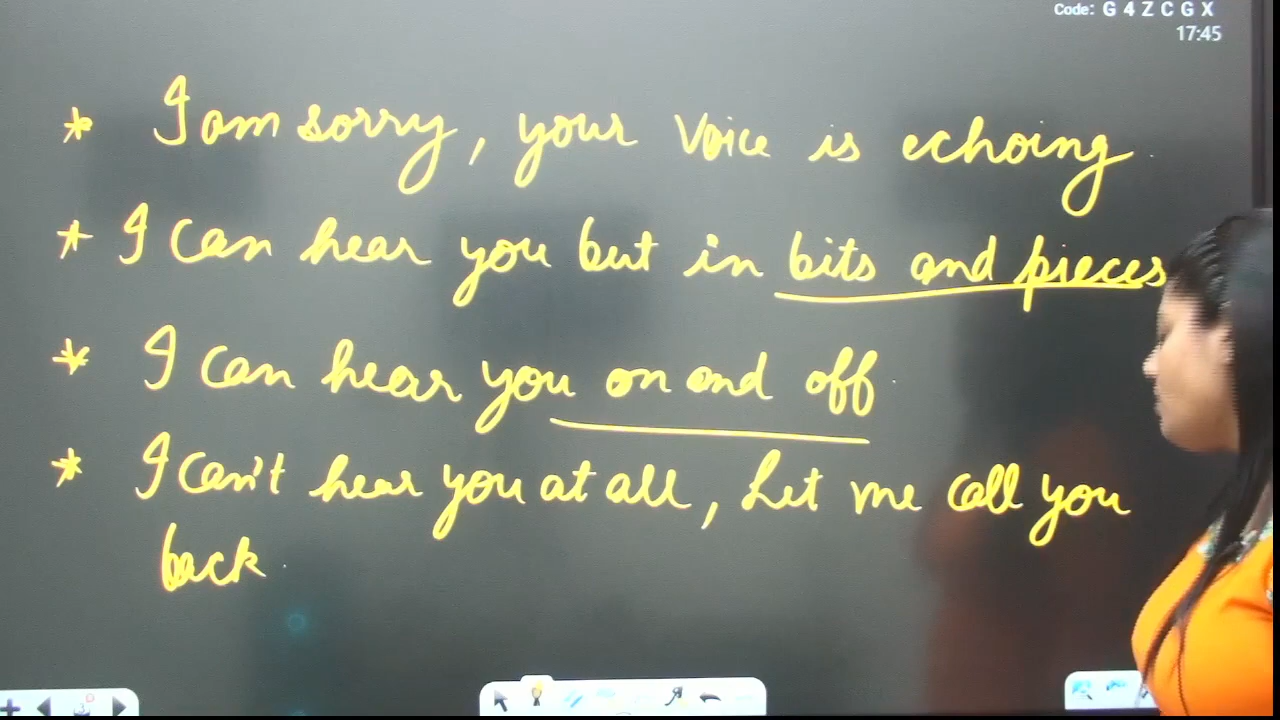 Code: G 4 Z C G X
17:45
* I am sorry, your voice is echoing
* I can hear you but in bits and pieces
* I can hear you on and off
* I can't hear you at all, Let me call you
back.